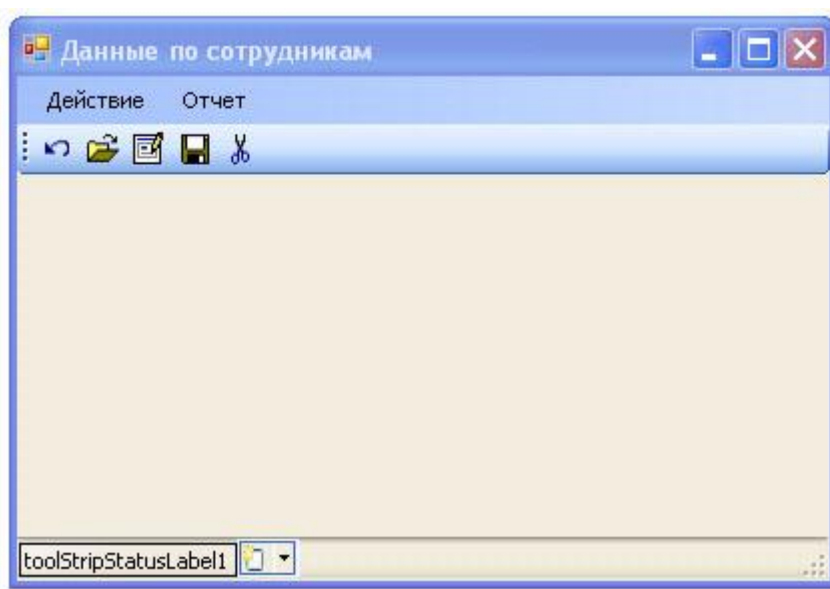 Данные по сотрудникам
Действие Отчет
toolStripStatusLabel1